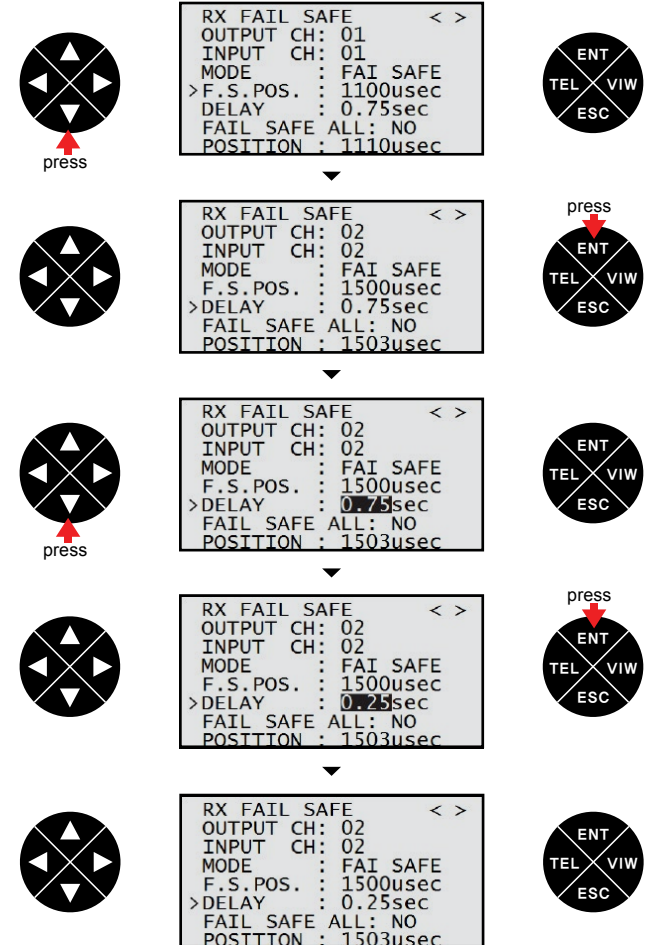 RX FAIL SAFE < >
OUTPUT CH: 01
INPUT CH: 01
MODE : FAI SAFE
>F.S.POS. : 1100usec
DELAY : 0.75sec
FAIL SAFE ALL: NO
POSITION : 1110usec
ENT
TEL VIW
ESC
press
press
RX FAIL SAFE < >
OUTPUT CH: 02
INPUT CH: 02
MODE : FAI SAFE
F.S.POS. : 1500usec
>DELAY : 0.75sec
FAIL SAFE ALL: NO
POSITION : 1503usec
ENT
TEL VIW
ESC
RX FAIL SAFE < >
OUTPUT CH: 02
INPUT CH: 02
MODE : FAI SAFE
F.S.POS. : 1500usec
>DELAY : 0.75sec
FAIL SAFE ALL: NO
POSITION : 1503usec
ENT
TEL VIW
ESC
press
press
RX FAIL SAFE < >
OUTPUT CH: 02
INPUT CH: 02
MODE : FAI SAFE
F.S.POS. : 1500usec
>DELAY : 0.25sec
FAIL SAFE ALL: NO
POSITION : 1503usec
ENT
TEL VIW
ESC
RX FAIL SAFE < >
OUTPUT CH: 02
INPUT CH: 02
MODE : FAI SAFE
F.S.POS. : 1500usec
>DELAY : 0.25sec
FAIL SAFE ALL: NO
POSITION : 1503usec
ENT
TEL VIW
ESC